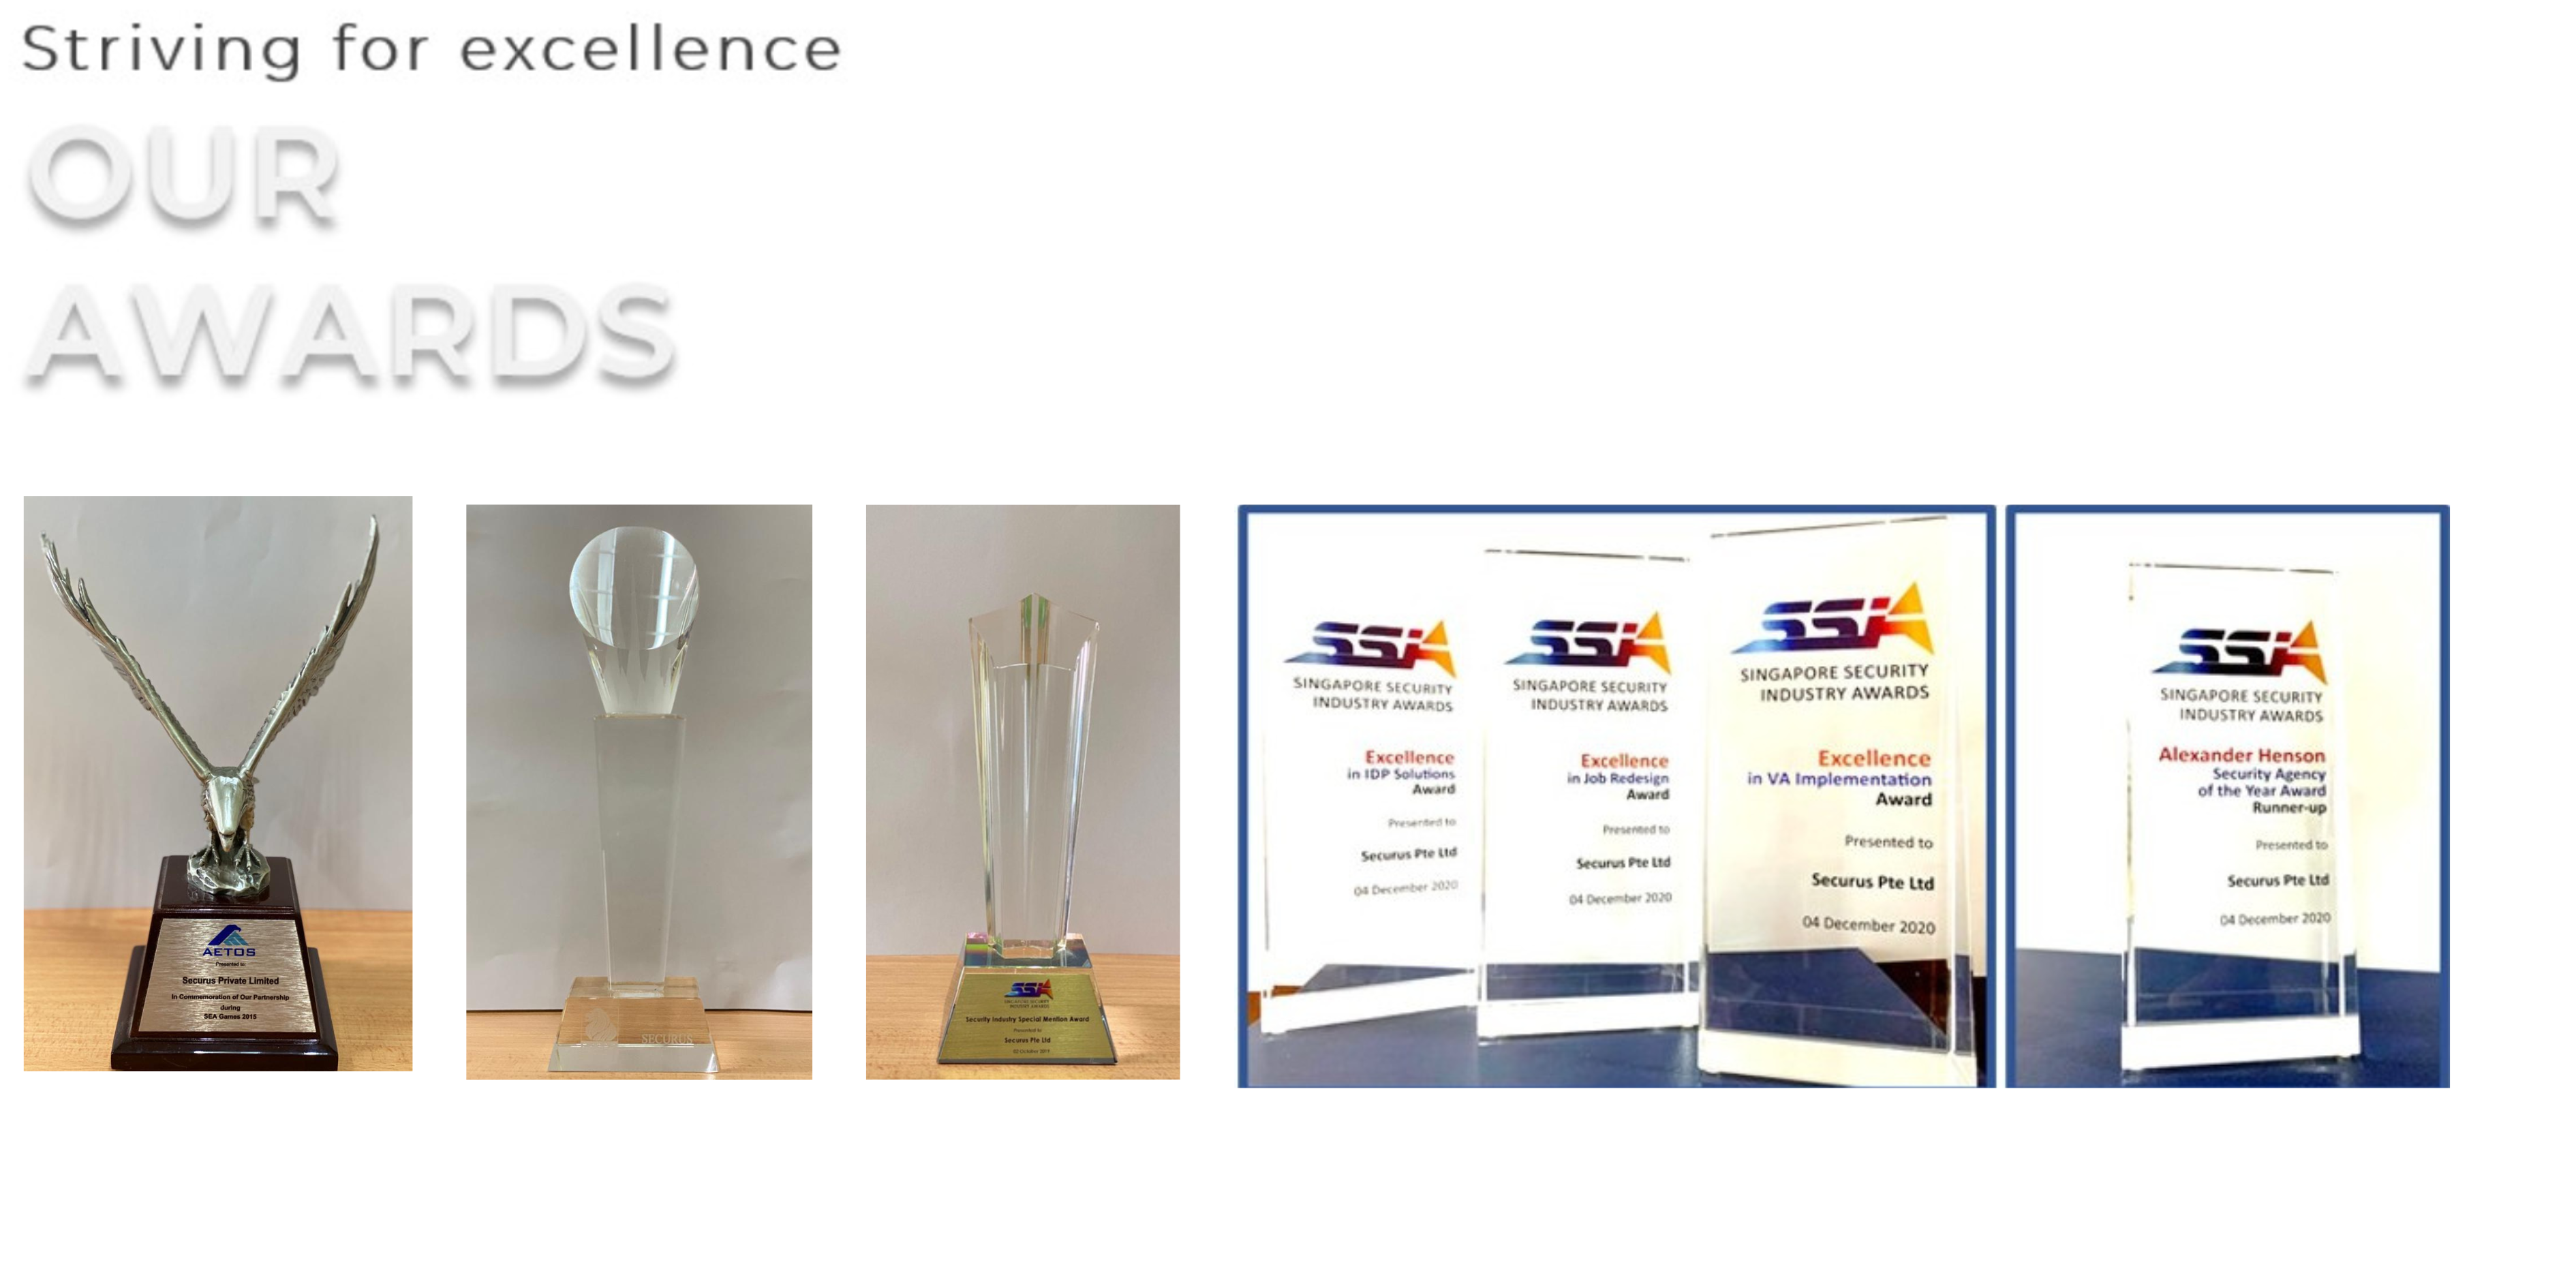 Striving for excellence
OUR
AWARDS
AETOS
Presented to
Securus Private Limited
In Commemoration of Our Partnership
during
SEA Games 2015
SECURUS
SSIA
SINGAPORE SECURITY
INDUSTRY AWARDS
Security Industry Special Mention Award
Presented to
Securus Pte Ltd
SSIA
SINGAPORE SECURITY
INDUSTRY AWARDS
Excellence
in IDP Solutions
Award
Presented to
Securus Pte Ltd
04 December 2020
SSIA
SINGAPORE SECURITY
INDUSTRY AWARDS
Excellence
in Job Redesign
Award
Presented to
Securus Pte Ltd
04 December 2020
SSIA
SINGAPORE SECURITY
INDUSTRY AWARDS
Excellence
in VA Implementation
Award
Presented to
Securus Pte Ltd
04 December 2020
SSIA
SINGAPORE SECURITY
INDUSTRY AWARDS
Alexander Henson
Security Agency
of the Year Award
Runner-up
Presented to
Securus Pte Ltd
04 December 2020